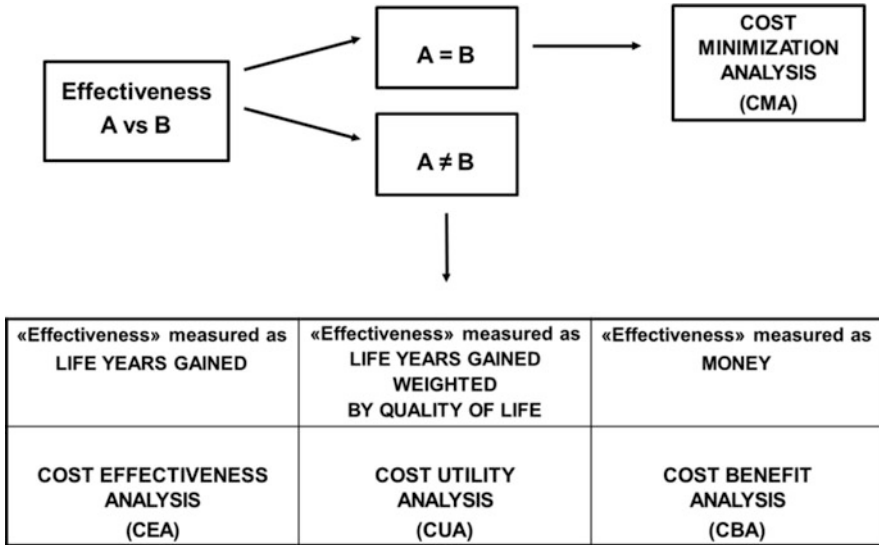 Effectiveness
A vs B
A = B
A ≠ B
COST
MINIMIZATION
ANALYSIS
(CMA)
«Effectiveness» measured as
LIFE YEARS GAINED
«Effectiveness» measured as
LIFE YEARS GAINED
WEIGHTED
BY QUALITY OF LIFE
«Effectiveness» measured as
MONEY
COST EFFECTIVENESS
ANALYSIS
(CEA)
COST UTILITY
ANALYSIS
(CUA)
COST BENEFIT
ANALYSIS
(CBA)